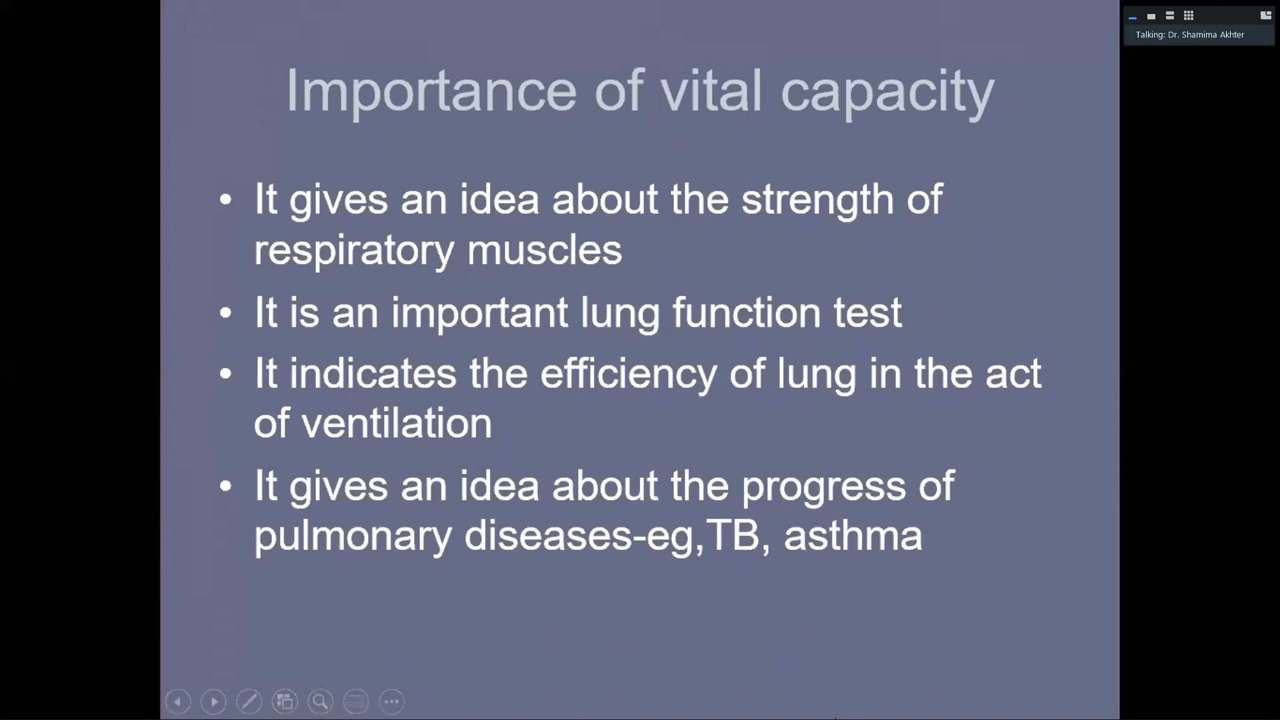 Talking: Dr. Shamima Akhter
Importance of vital capacity
• It gives an idea about the strength of
respiratory muscles
• It is an important lung function test
• It indicates the efficiency of lung in the act
of ventilation
• It gives an idea about the progress of
pulmonary diseases-eg,TB, asthma